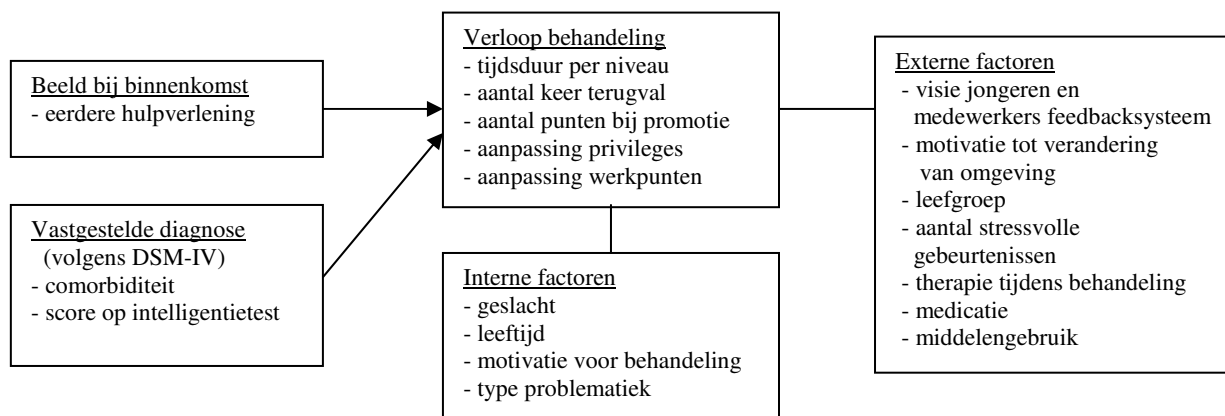 Beeld bij binnenkomst
- eerdere hulpverlening
Vastgestelde diagnose
(volgens DSM-IV)
- comorbiditeit
- score op intelligentietest
Verloop behandeling
- tijdsduur per niveau
- aantal keer terugval
- aantal punten bij promotie
- aanpassing privileges
- aanpassing werkpunten
Interne factoren
- geslacht
- leeftijd
- motivatie voor behandeling
- type problematiek
Externe factoren
- visie jongeren en
medewerkers feedbacksysteem
- motivatie tot verandering
van omgeving
- leefgroep
- aantal stressvolle
gebeurtenissen
- therapie tijdens behandeling
- medicatie
- middelengebruik